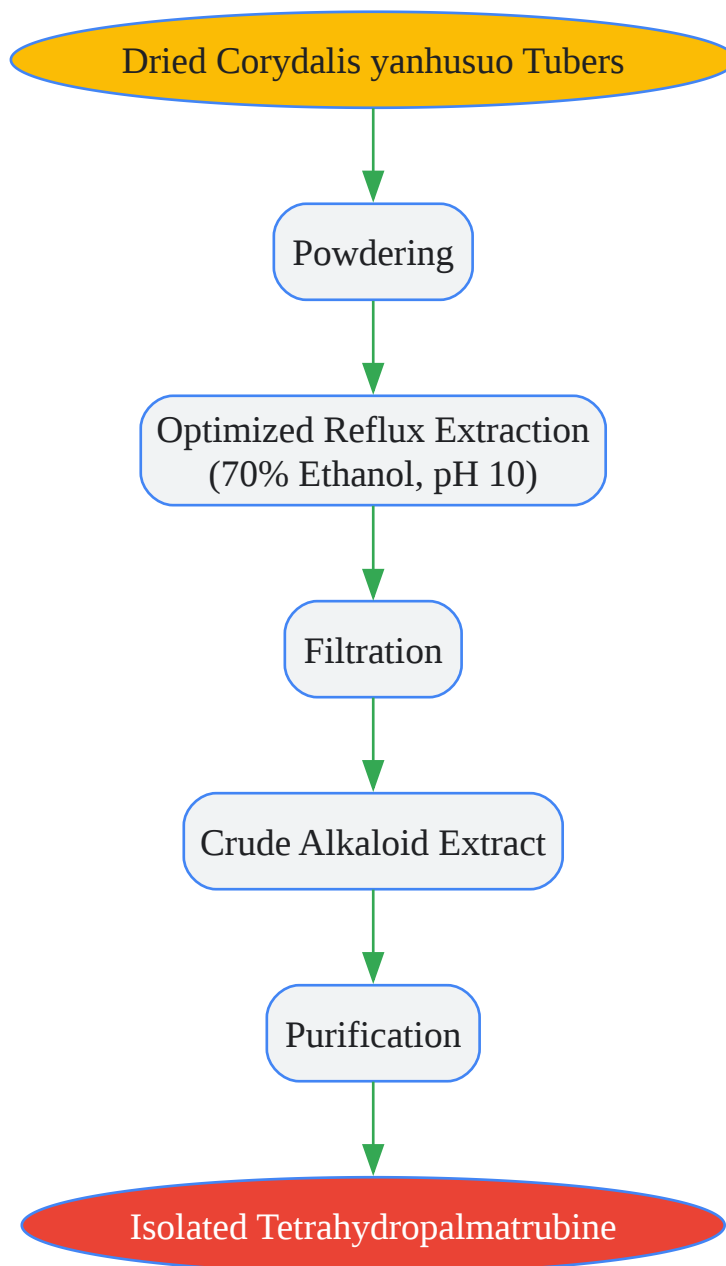 Dried Corydalis yanhusuo Tubers
Powdering
Optimized Reflux Extraction
(70% Ethanol, pH 10)
Filtration
Crude Alkaloid Extract
Purification
Isolated Tetrahydropalmatrubine